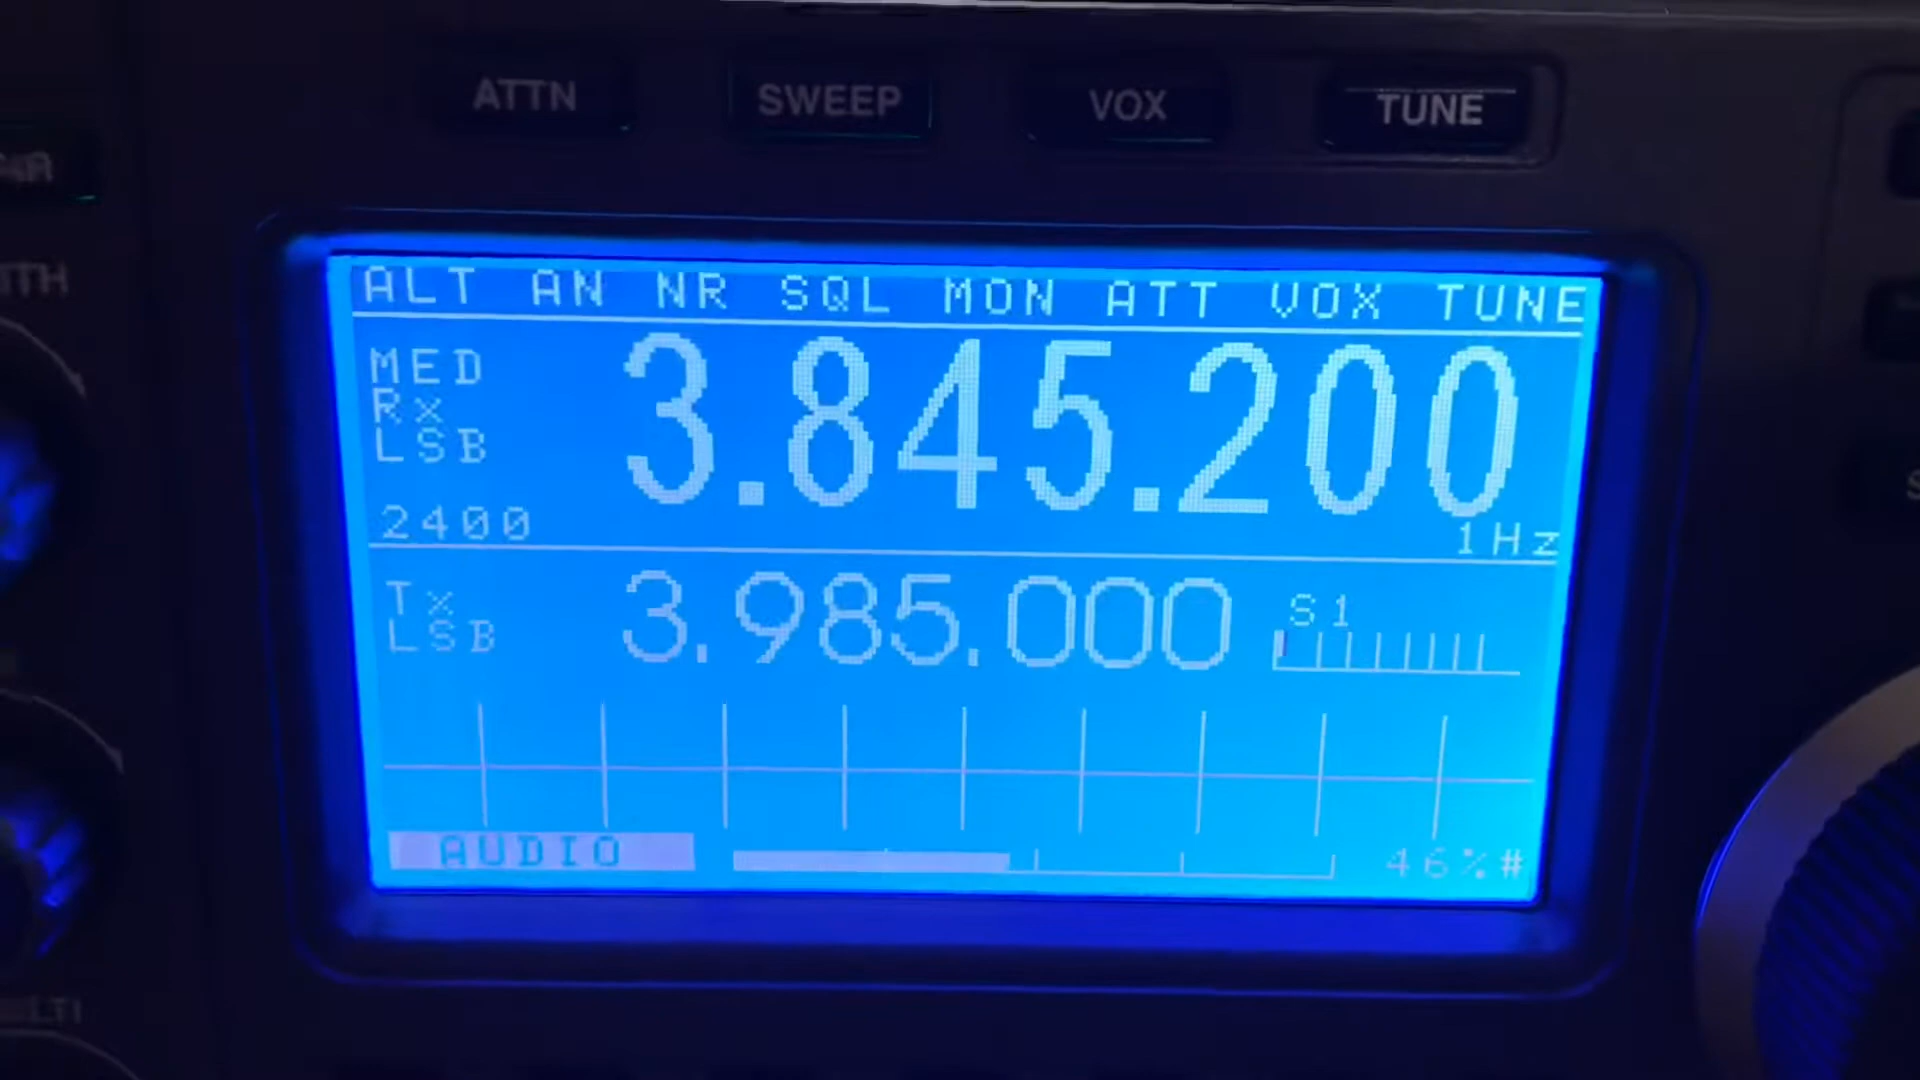 ATTN SWEEP VOX TUNE
ALT AN NR SQL MON ATT VOX TUNE
MED
Rx
LSB
3.845.200
2400
1Hz
Tx
LSB
3.985.000
S1
AUDIO
46%#